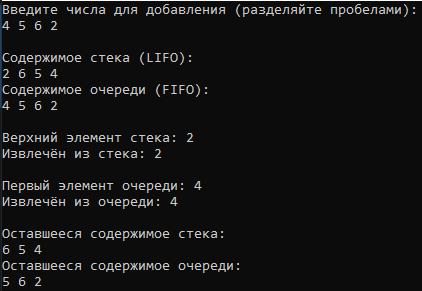 Введите числа для добавления (разделяйте пробелами):
4 5 6 2
Содержимое стека (LIFO):
2 6 5 4
Содержимое очереди (FIFO):
4 5 6 2
Верхний элемент стека: 2
Извлечён из стека: 2
Первый элемент очереди: 4
Извлечён из очереди: 4
Оставшееся содержимое стека:
6 5 4
Оставшееся содержимое очереди:
5 6 2